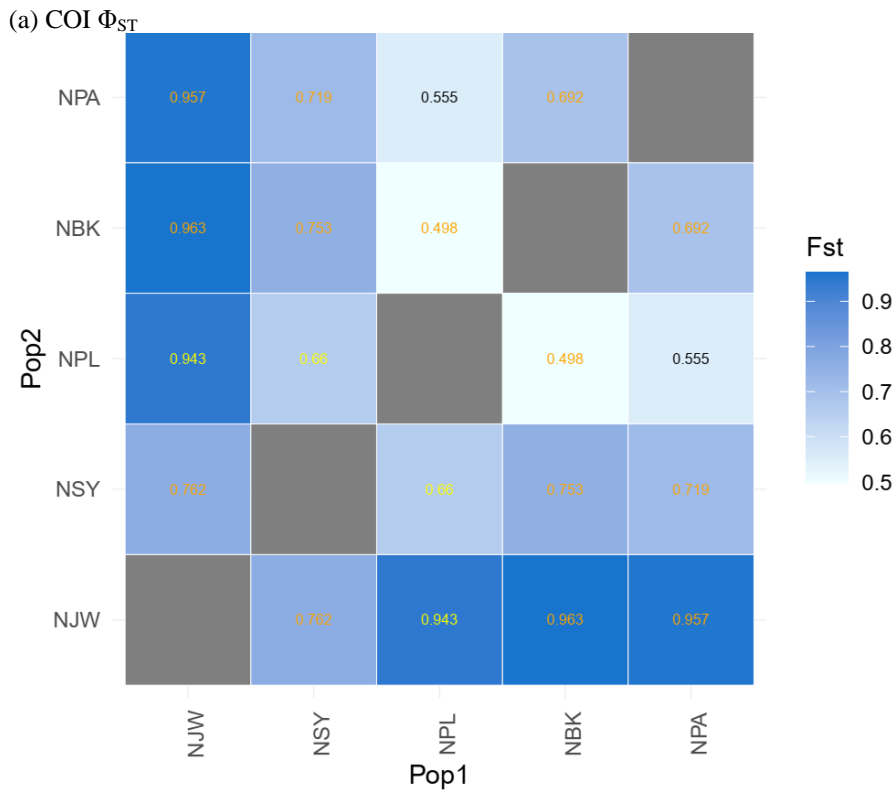 (a) COI ΦST
NPA 0.957 0.719 0.555 0.692
NBK 0.963 0.753 0.498 0.692
NPL 0.943 0.66 0.498 0.555
NSY 0.762 0.66 0.753 0.719
NJW 0.762 0.943 0.963 0.957
NJW NSY NPL NBK NPA
Pop1
Pop2
Fst
0.9
0.8
0.7
0.6
0.5